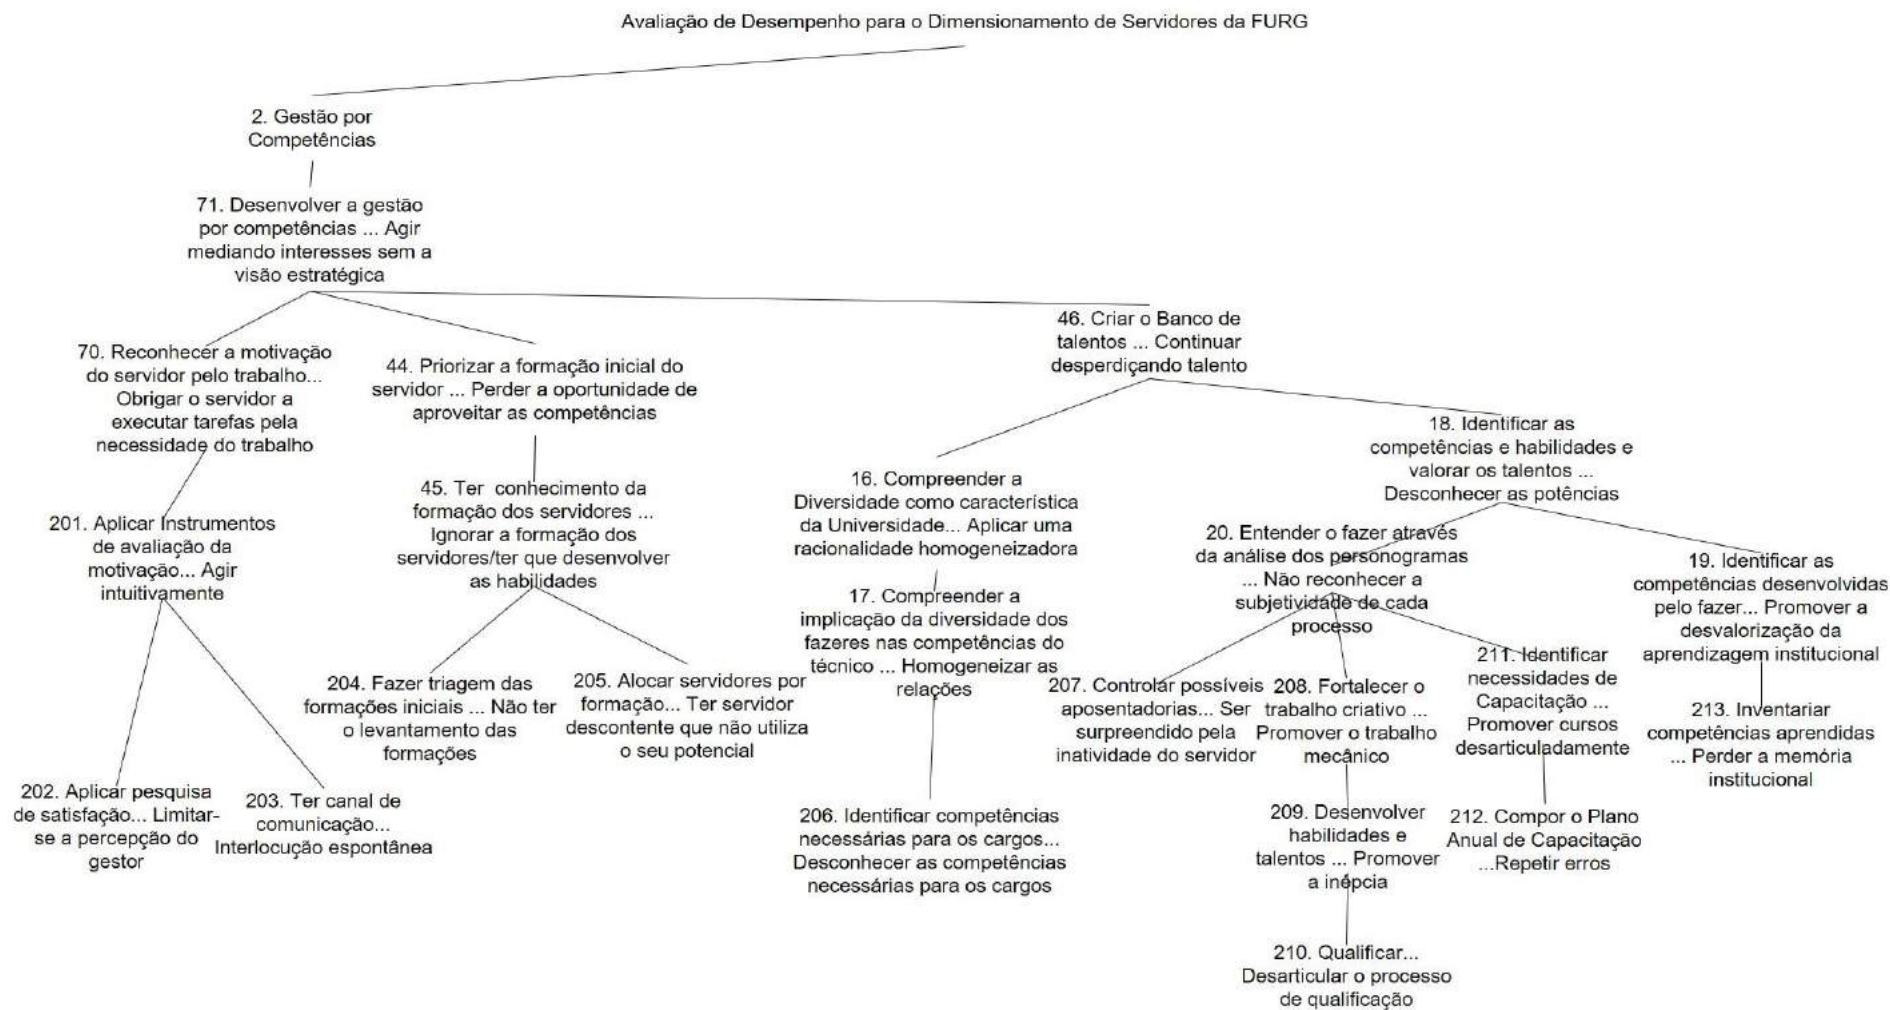 Avaliação de Desempenho para o Dimensionamento de Servidores da FURG
2. Gestão por
Competências
71. Desenvolver a gestão
por competências ... Agir
mediando interesses sem a
visão estratégica
70. Reconhecer a motivação
do servidor pelo trabalho...
Obrigar o servidor a
executar tarefas pela
necessidade do trabalho
44. Priorizar a formação inicial do
servidor ... Perder a oportunidade de
aproveitar as competências
46. Criar o Banco de
talentos ... Continuar
desperdiçando talento
201. Aplicar Instrumentos
de avaliação da
motivação... Agir
intuitivamente
45. Ter conhecimento da
formação dos servidores ...
Ignorar a formação dos
servidores/ter que desenvolver
as habilidades
16. Compreender a
Diversidade como característica
da Universidade... Aplicar uma
racionalidade homogeneizadora
18. Identificar as
competências e habilidades e
valorar os talentos ...
Desconhecer as potências
17. Compreender a
implicação da diversidade dos
fazeres nas competências do
técnico ... Homogeneizar as
relações
20. Entender o fazer através
da análise dos personogramas
... Não reconhecer a
subjetividade de cada
processo
19. Identificar as
competências desenvolvidas
pelo fazer... Promover a
desvalorização da
aprendizagem institucional
202. Aplicar pesquisa
de satisfação... Limitar-
se a percepção do
gestor
203. Ter canal de
comunicação...
Interlocução espontânea
204. Fazer triagem das
formações iniciais ... Não ter
o levantamento das
formações
205. Alocar servidores por
formação... Ter servidor
descontente que não utiliza
o seu potencial
206. Identificar competências
necessárias para os cargos...
Desconhecer as competências
necessárias para os cargos
207. Controlar possíveis
aposentadorias... Ser
surpreendido pela
inatividade do servidor
208. Fortalecer o
trabalho criativo ...
Promover o trabalho
mecânico
211. Identificar
necessidades de
Capacitação ...
Promover cursos
desarticuladamente
213. Inventariar
competências aprendidas
... Perder a memória
institucional
209. Desenvolver
habilidades e
talentos ... Promover
a inépcia
212. Compor o Plano
Anual de Capacitação
...Repetir erros
210. Qualificar...
Desarticular o processo
de qualificação